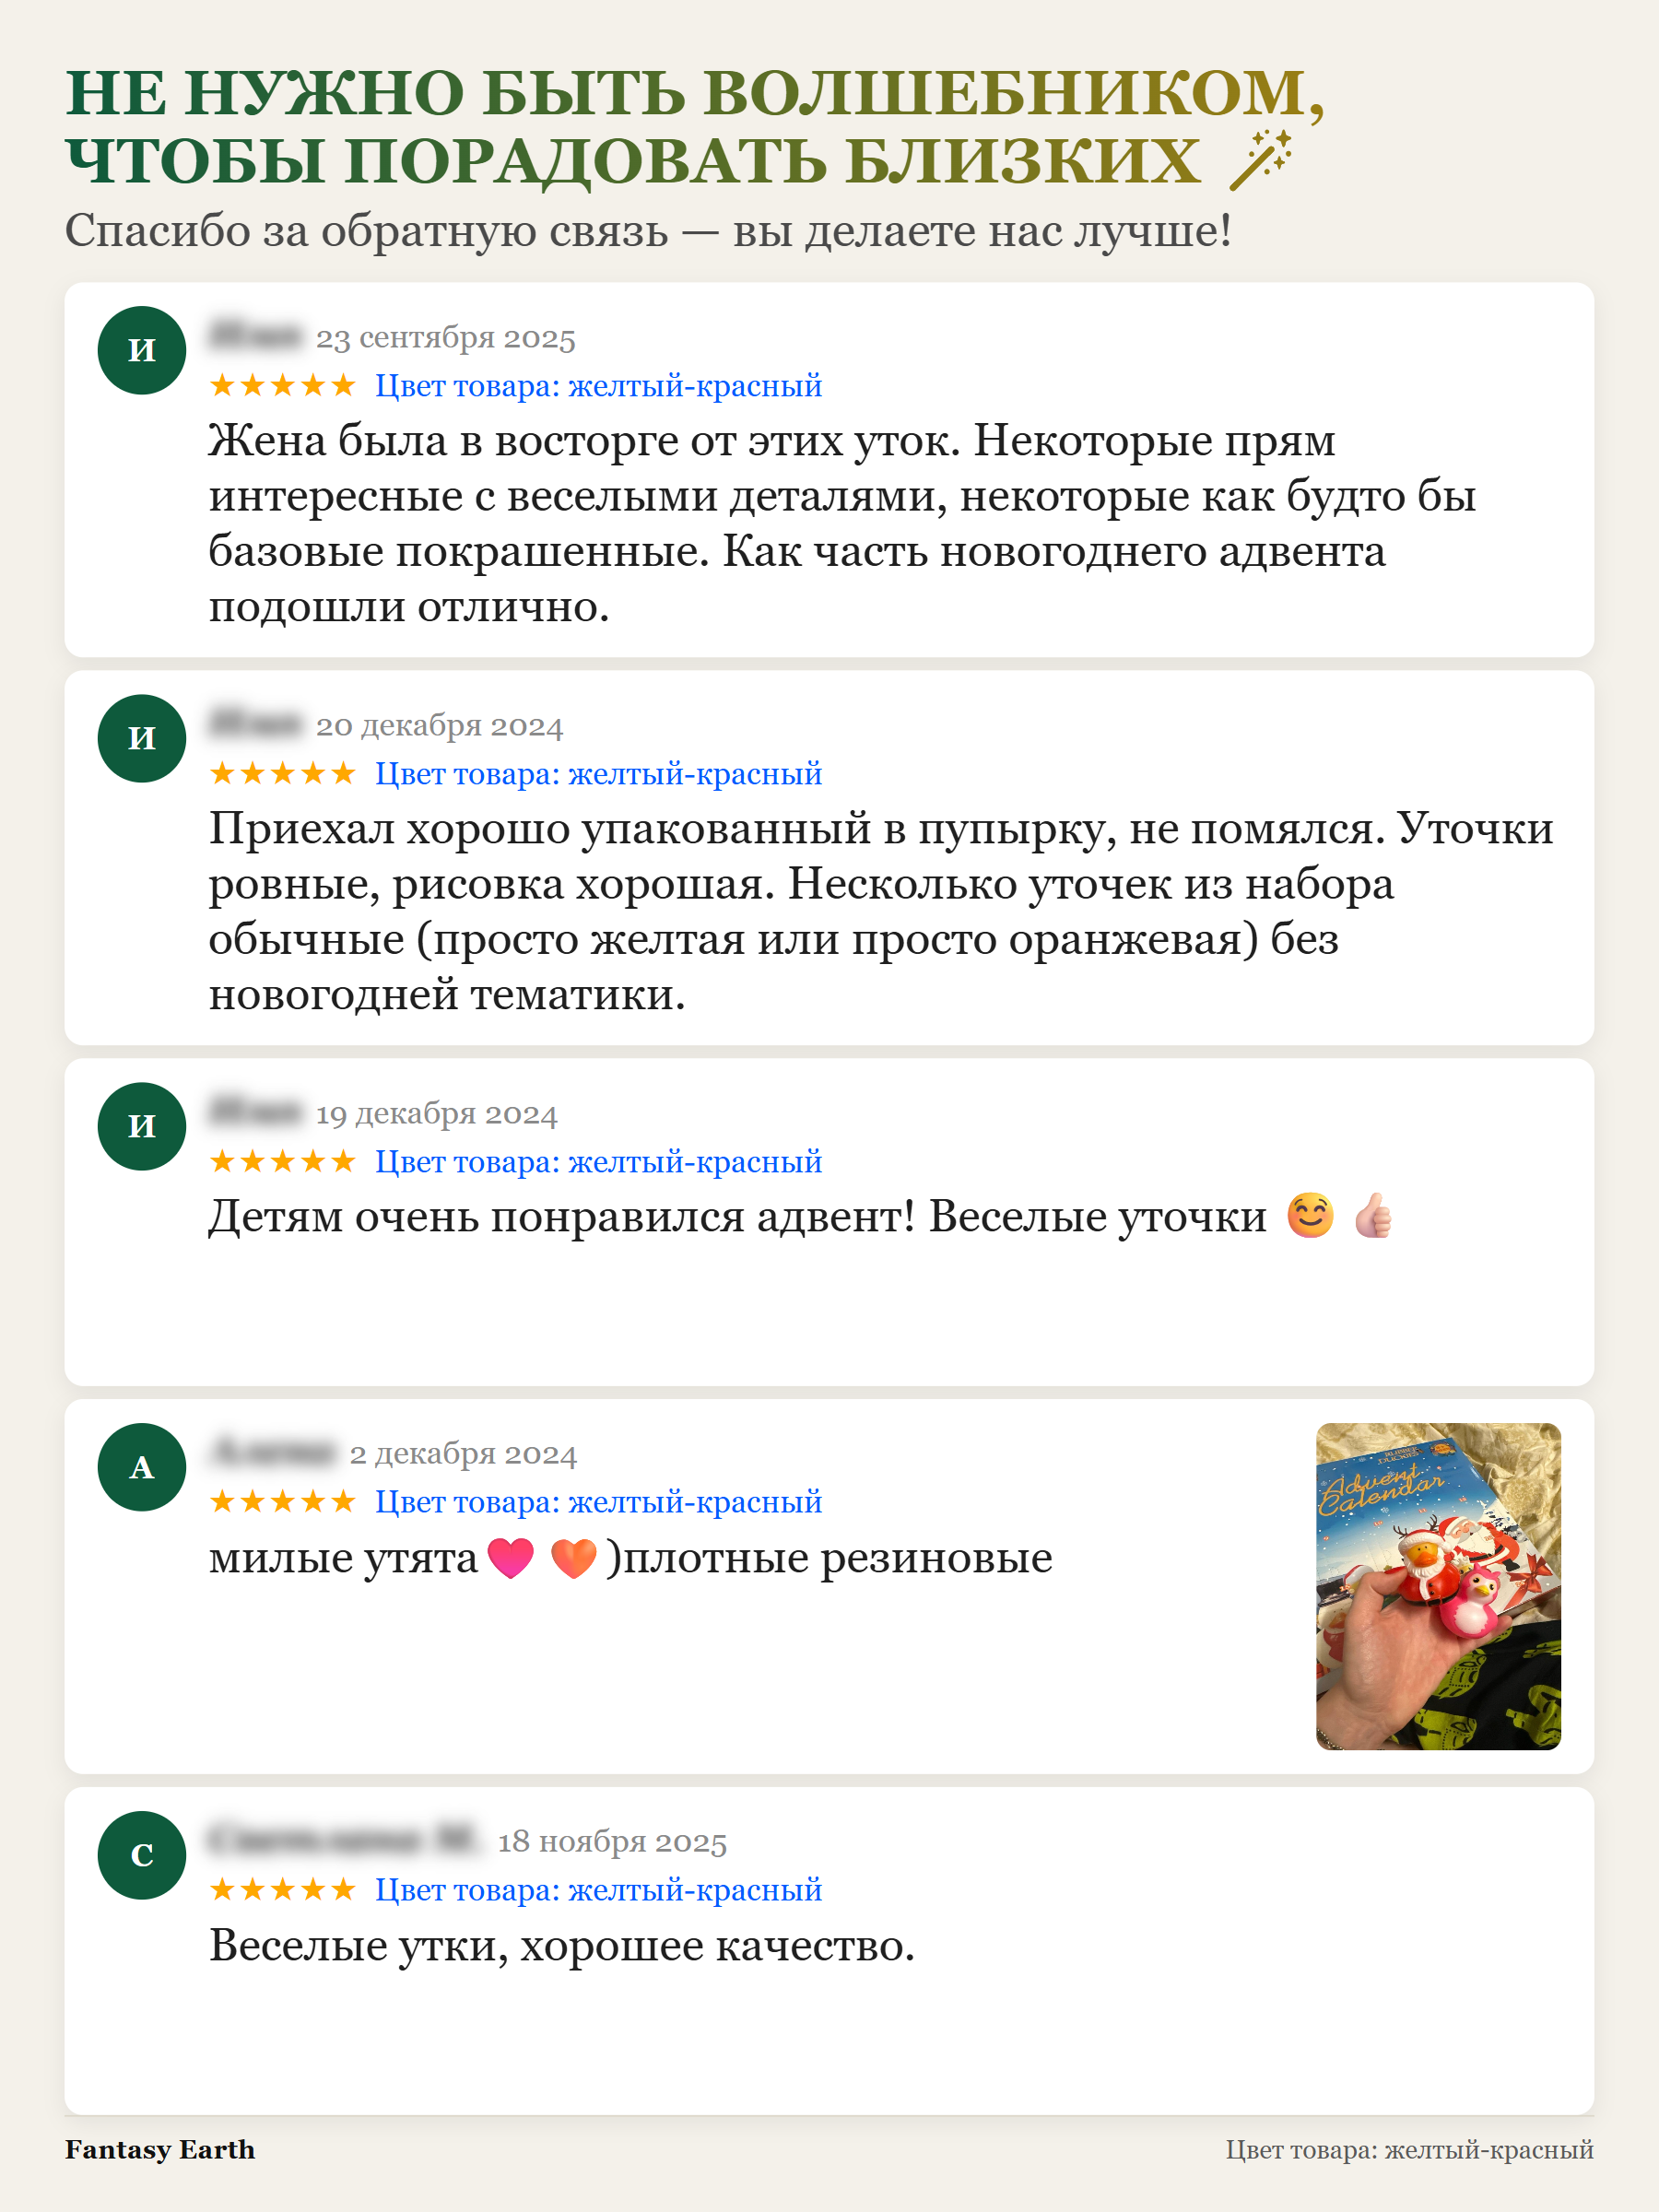 НЕ НУЖНО БЫТЬ ВОЛШЕБНИКОМ,
ЧТОБЫ ПОРАДОВАТЬ БЛИЗКИХ
Спасибо за обратную связь — вы делаете нас лучше!
И
23 сентября 2025
★★★★★ Цвет товара: желтый-красный
Жена была в восторге от этих уток. Некоторые прям
интересные с веселыми деталями, некоторые как будто бы
базовые покрашенные. Как часть новогоднего адвента
подошли отлично.
И
20 декабря 2024
★★★★★ Цвет товара: желтый-красный
Приехал хорошо упакованный в пупырку, не помялся. Уточки
ровные, рисовка хорошая. Несколько уточек из набора
обычные (просто желтая или просто оранжевая) без
новогодней тематики.
И
19 декабря 2024
★★★★★ Цвет товара: желтый-красный
Детям очень понравился адвент! Веселые уточки 😊 👍
А
2 декабря 2024
★★★★★ Цвет товара: желтый-красный
милые утята❤ 🧡)плотные резиновые
RUBBER
DUCKIES
Advent
Calendar
С
18 ноября 2025
★★★★★ Цвет товара: желтый-красный
Веселые утки, хорошее качество.
Fantasy Earth
Цвет товара: желтый-красный